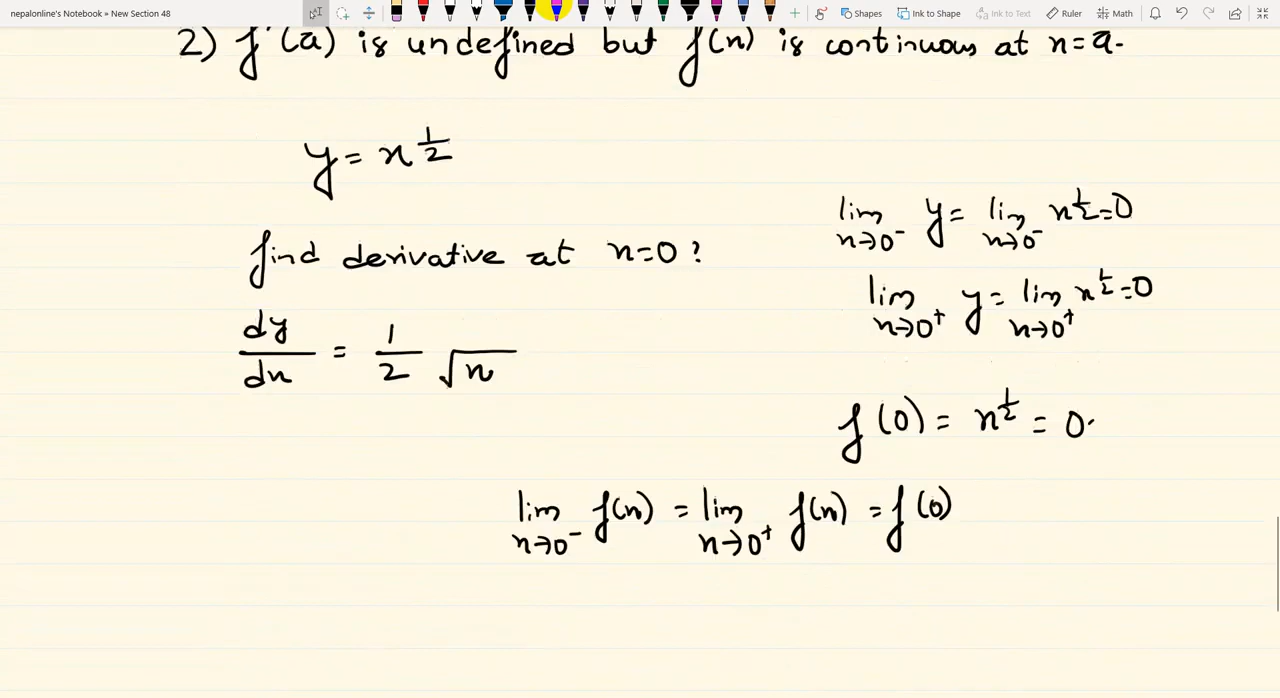 nepalonline's Notebook » New Section 48
Shapes Ink to Shape Ink to Text Ruler Math
2) f'(a) is undefined but f(x) is continuous at x=a.
y = x^{1/2}
find derivative at x=0?
dy/dx = 1/2 √x
lim x→0⁻ y = lim x→0⁻ x^{1/2} = 0
lim x→0⁺ y = lim x→0⁺ x^{1/2} = 0
f(0) = x^{1/2} = 0.
lim x→0⁻ f(x) = lim x→0⁺ f(x) = f(0)